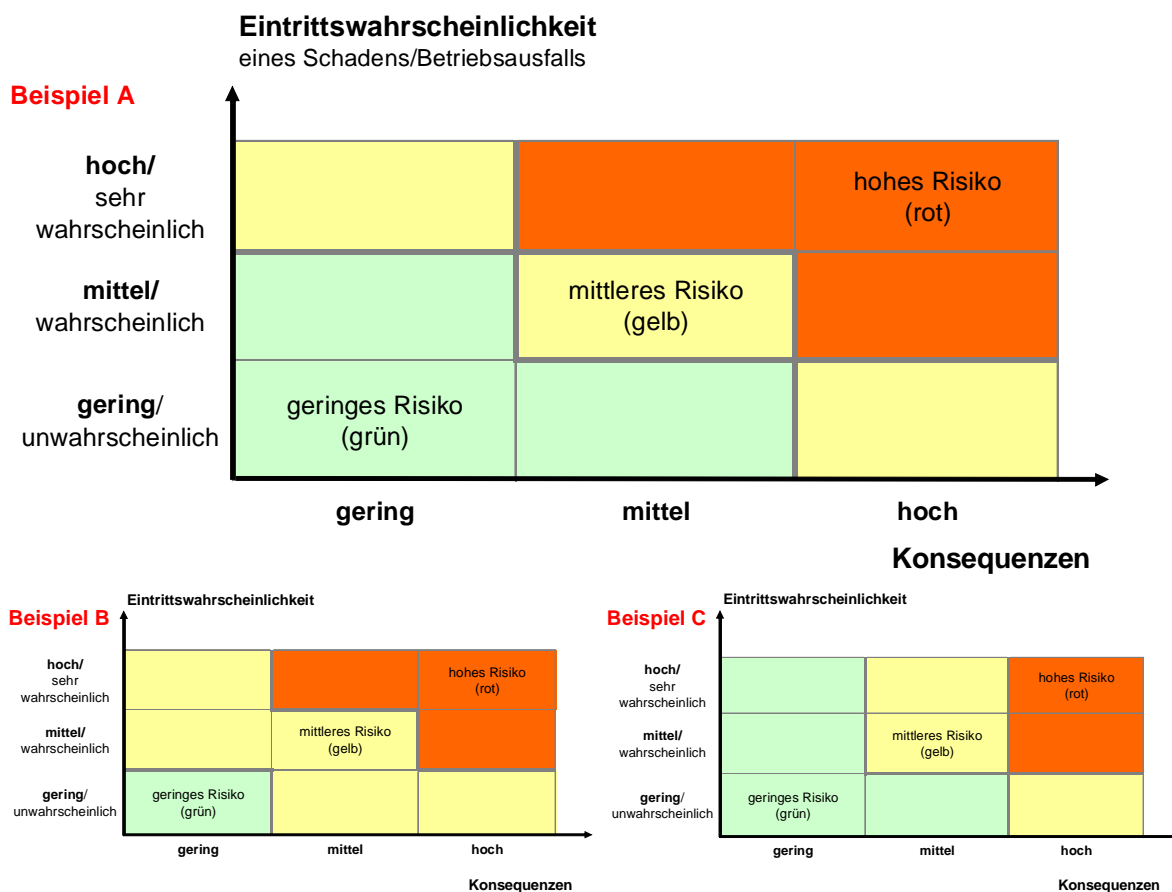 Eintrittswahrscheinlichkeit
eines Schadens/Betriebsausfalls
Beispiel A
hoch/
sehr
wahrscheinlich
hohes Risiko
(rot)
mittel/
wahrscheinlich
mittleres Risiko
(gelb)
gering/
unwahrscheinlich
geringes Risiko
(grün)
gering
mittel
hoch
Konsequenzen
Eintrittswahrscheinlichkeit
Beispiel B
hoch/
sehr
wahrscheinlich
hohes Risiko
(rot)
mittel/
wahrscheinlich
mittleres Risiko
(gelb)
gering/
unwahrscheinlich
geringes Risiko
(grün)
gering
mittel
hoch
Konsequenzen
Eintrittswahrscheinlichkeit
Beispiel C
hoch/
sehr
wahrscheinlich
hohes Risiko
(rot)
mittel/
wahrscheinlich
mittleres Risiko
(gelb)
gering/
unwahrscheinlich
geringes Risiko
(grün)
gering
mittel
hoch
Konsequenzen